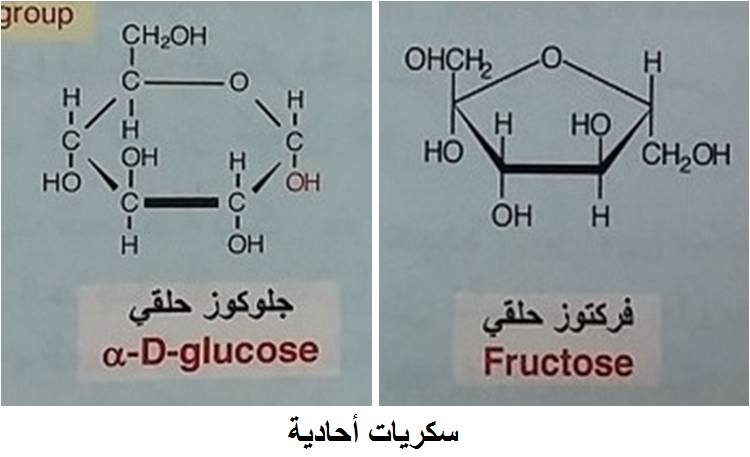 group
CH₂OH
C O
H H
C H C
OH H
HO OH
C C
H OH
جلوكوز حلقي
α-D-glucose
OHCH₂ O H
H HO
HO CH₂OH
OH H
فركتوز حلقي
Fructose
سكريات أحادية